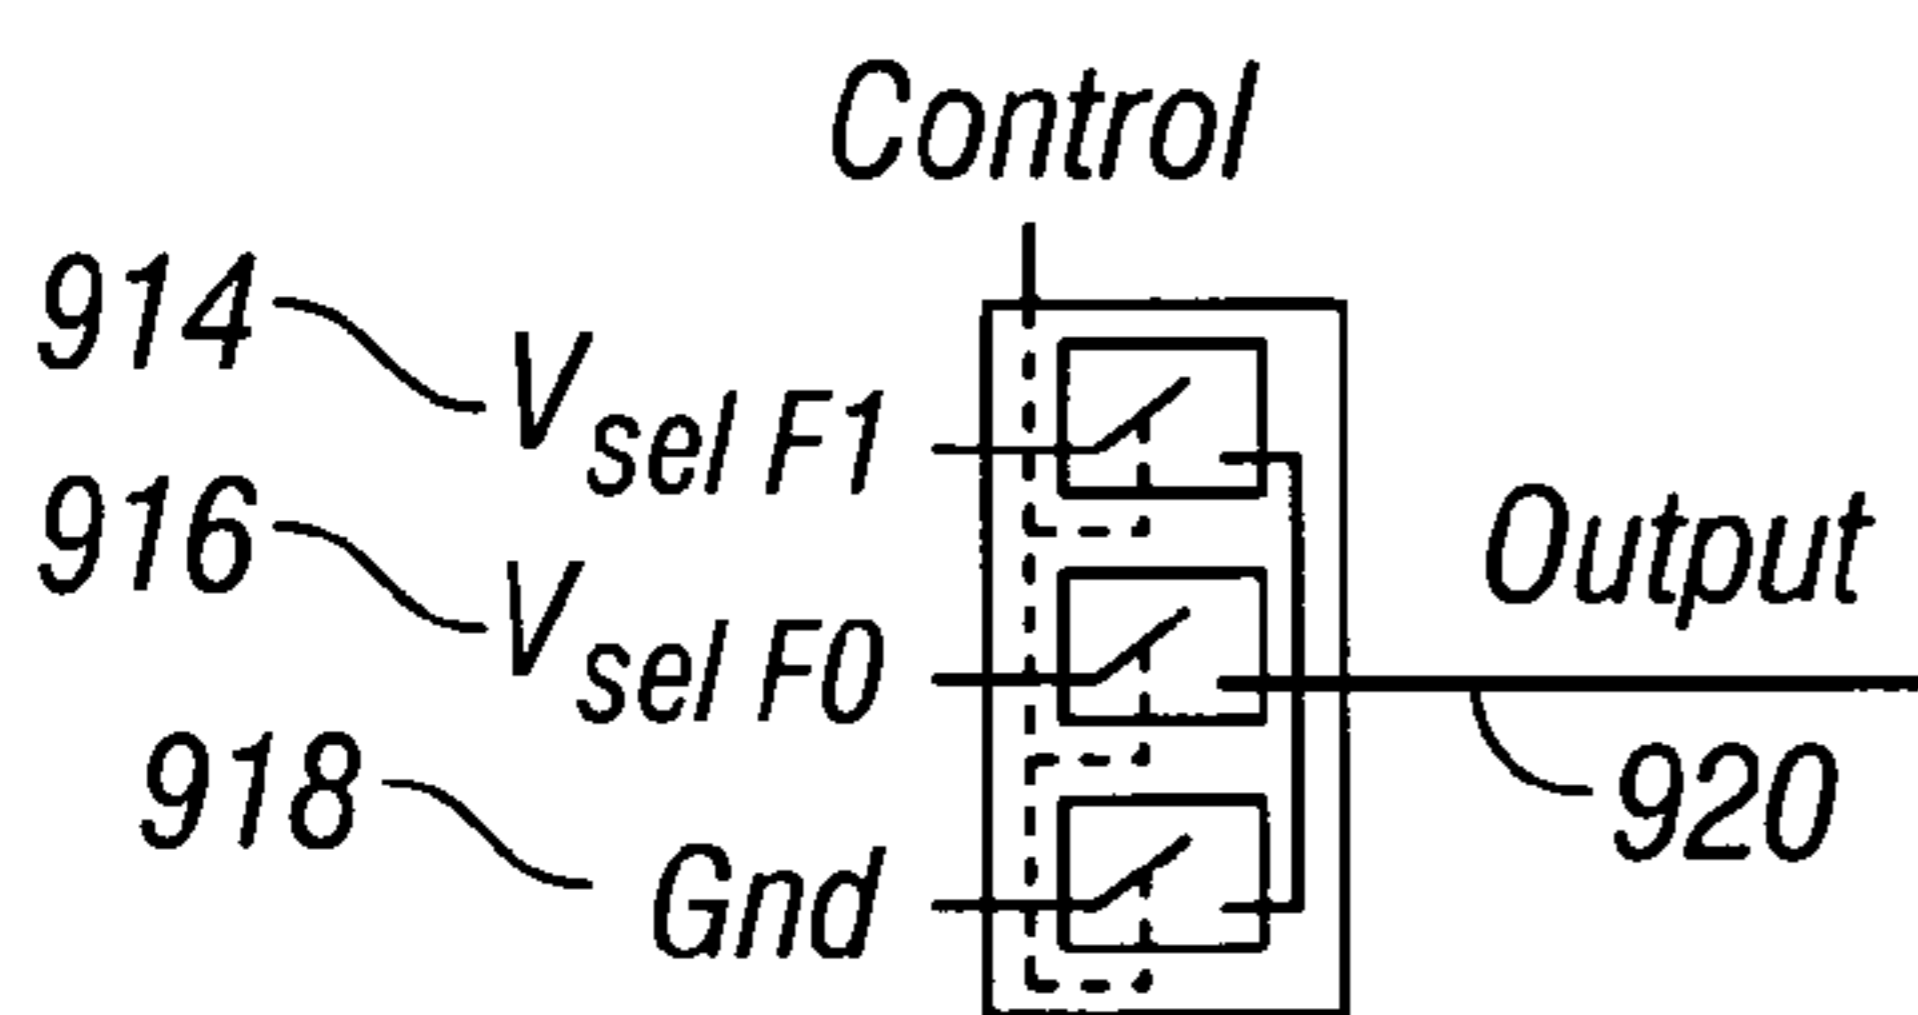 Control
914
V sel F1
916
V sel F0
Output
918
Gnd
920